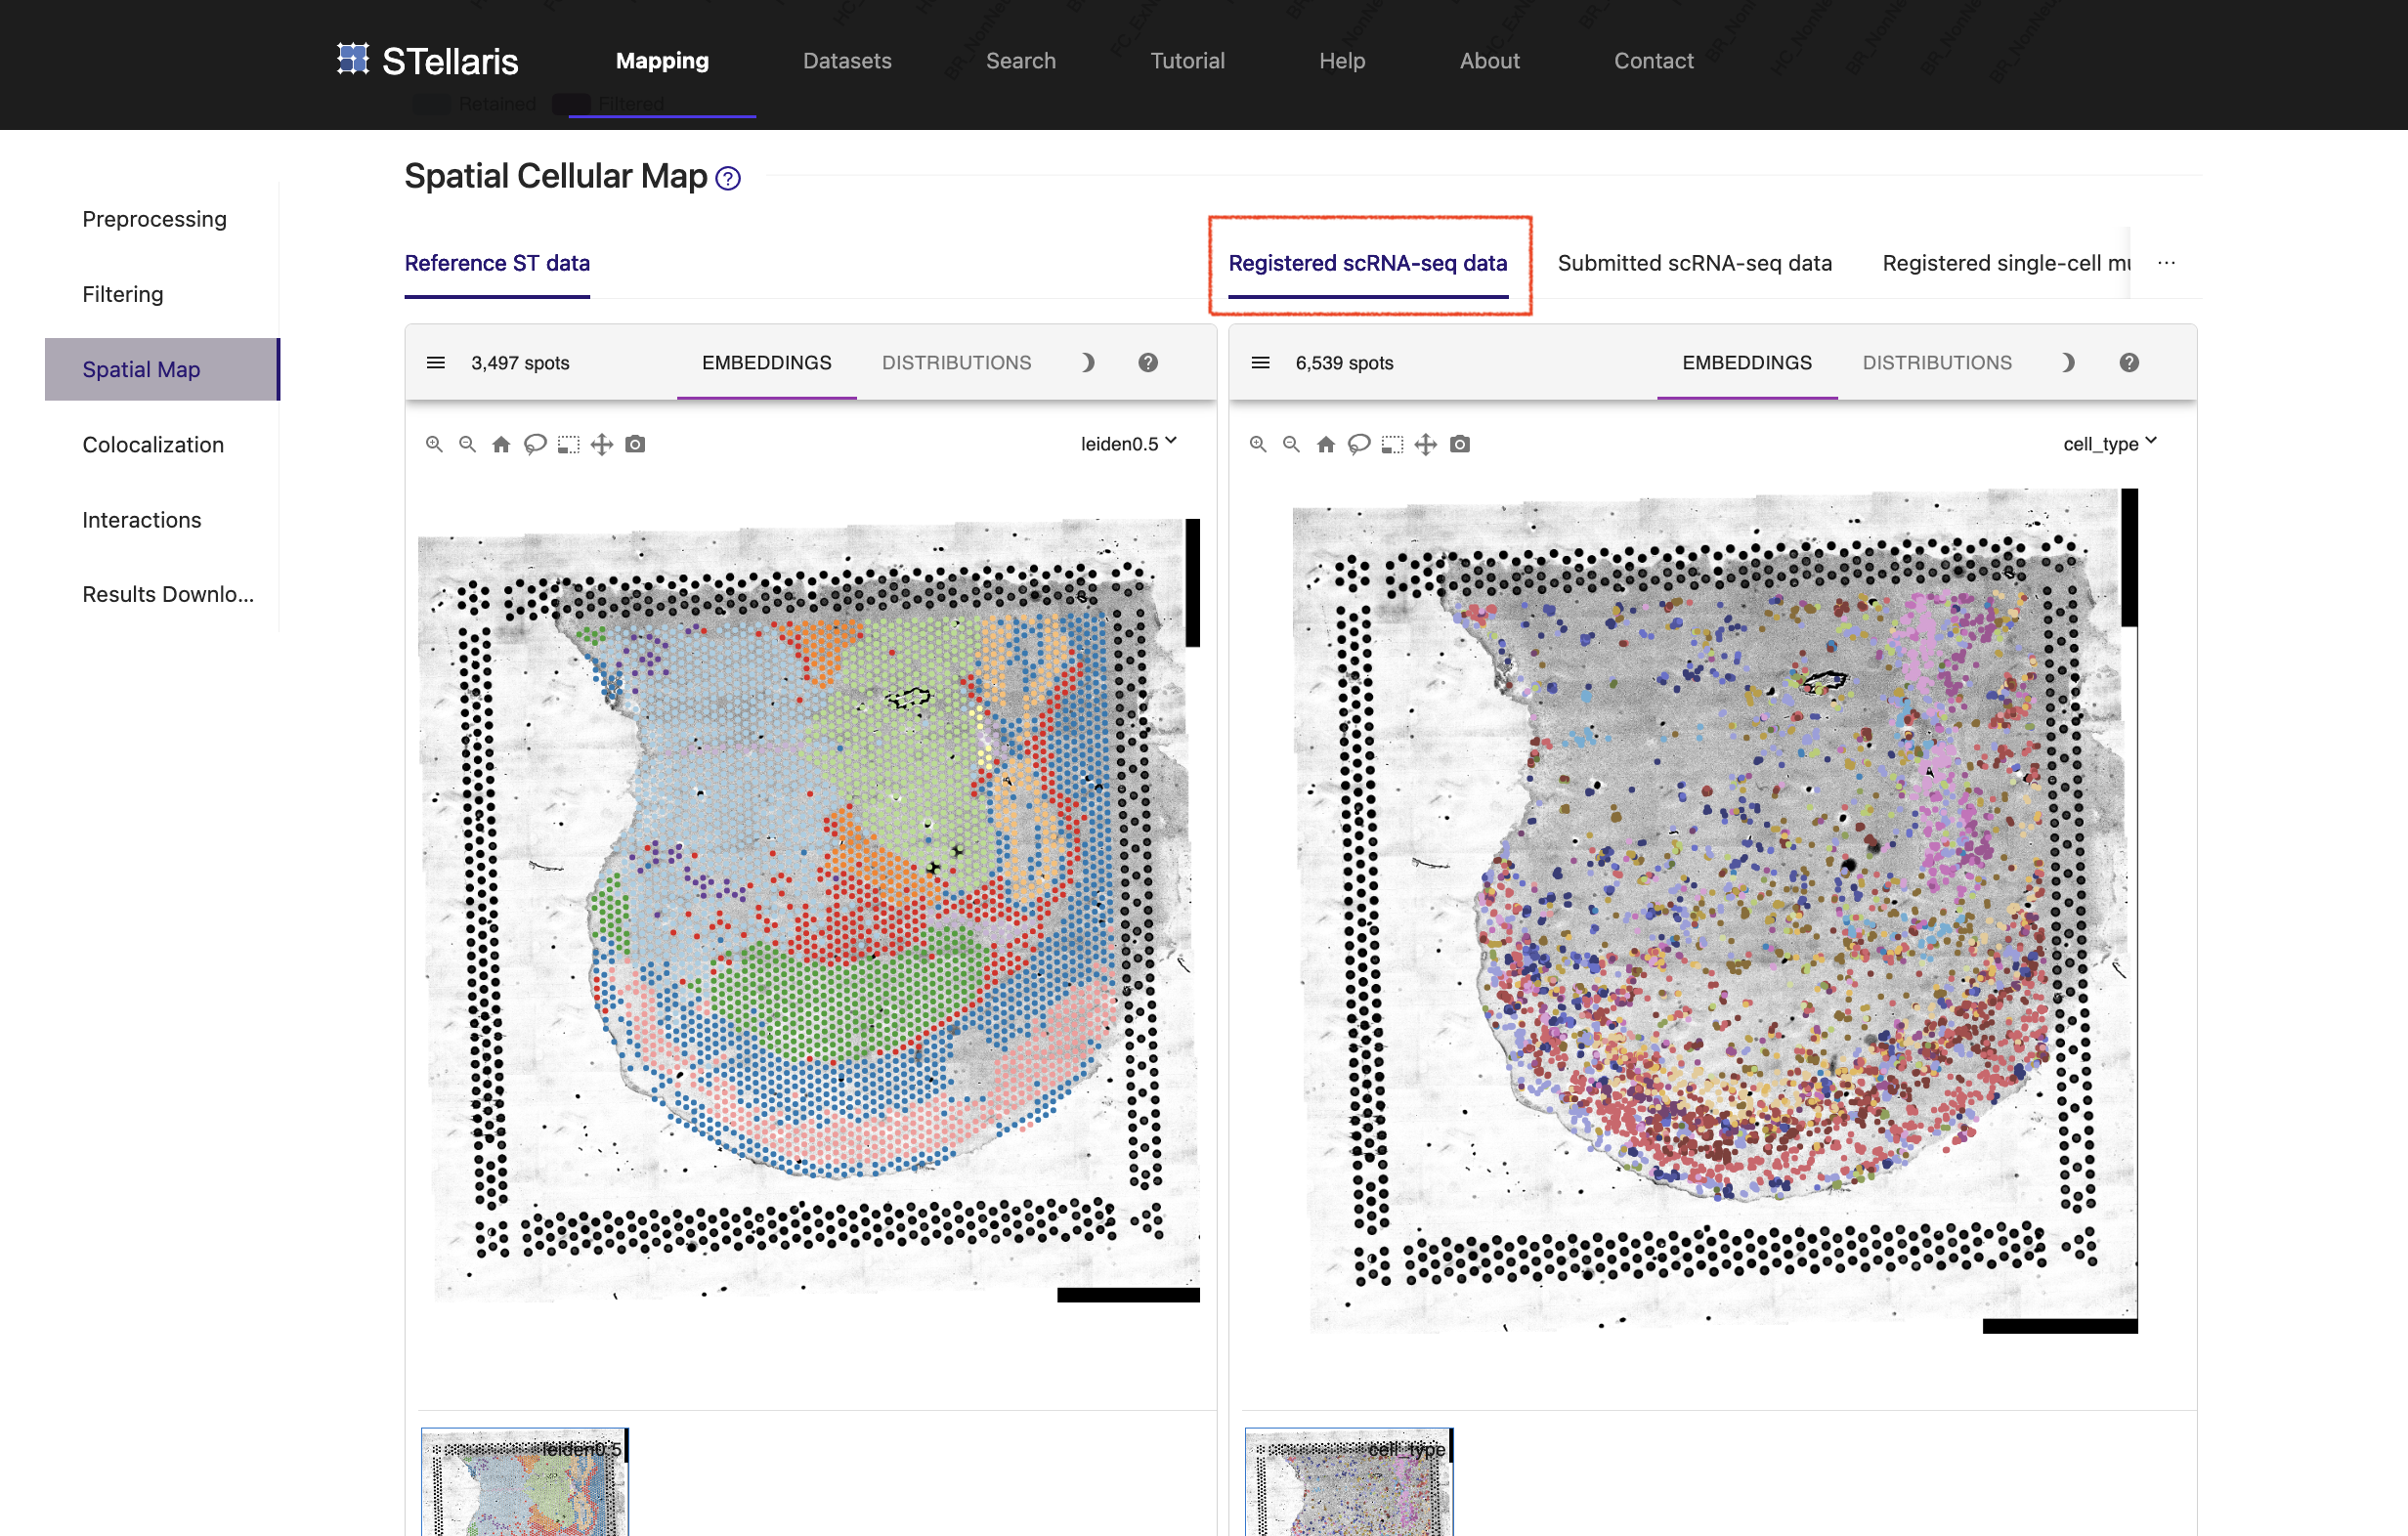 STellaris
Mapping
Datasets
Search
Tutorial
Help
About
Contact
Retained
Filtered
Spatial Cellular Map ?
Preprocessing
Filtering
Spatial Map
Colocalization
Interactions
Results Downlo...
Reference ST data
Registered scRNA-seq data
Submitted scRNA-seq data
Registered single-cell mu
...
3,497 spots
EMBEDDINGS
DISTRIBUTIONS
?
leiden0.5
6,539 spots
EMBEDDINGS
DISTRIBUTIONS
?
cell_type
leiden0.5
cell_type